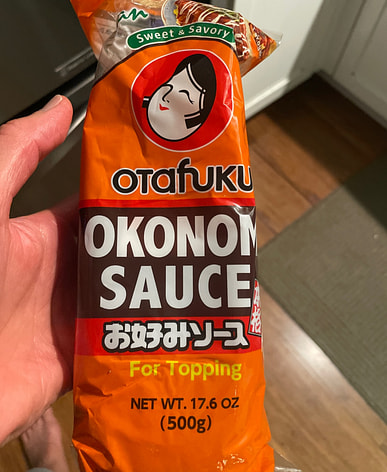 Sweet & Savory
OTafuKU
OKONOM
SAUCE
お好みソース
For Topping
NET WT. 17.6 OZ
(500g)